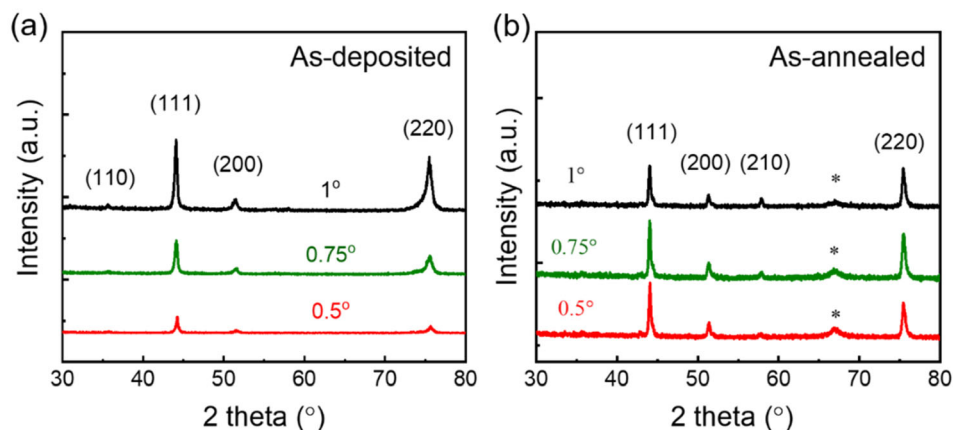 (a)
As-deposited
Intensity (a.u.)
(110)
(111)
(200)
(220)
1°
0.75°
0.5°
30 40 50 60 70 80
2 theta (°)
(b)
As-annealed
Intensity (a.u.)
(111)
(200)
(210)
*
(220)
1°
0.75°
*
0.5°
*
30 40 50 60 70 80
2 theta (°)